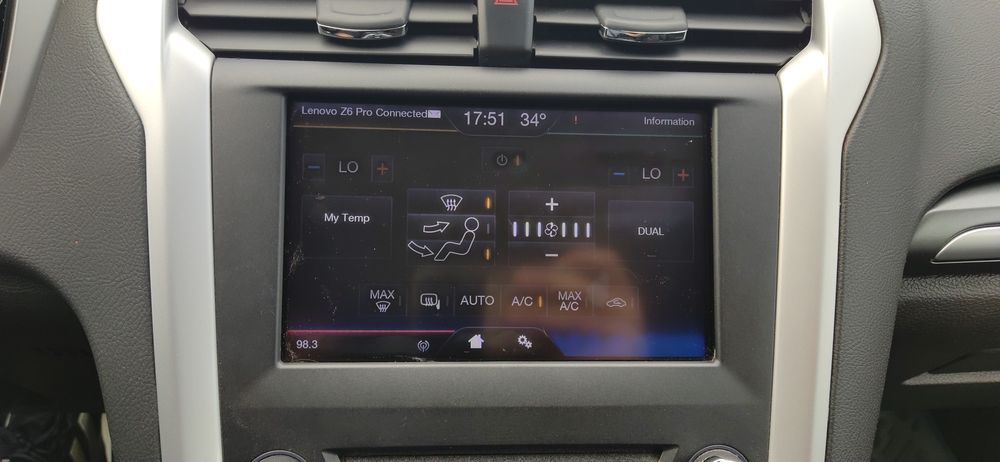 Lenovo Z6 Pro Connected 17:51 34° ! Information
- LO +
- LO +
My Temp
+
-
DUAL
MAX
AUTO
A/C
MAX
A/C
98.3